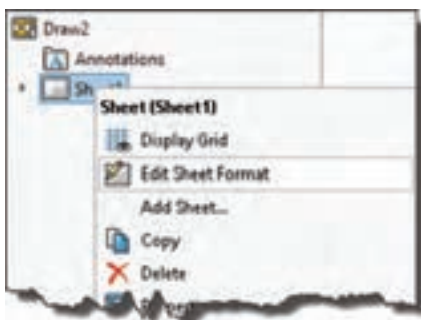 Draw2
Annotations
Sheet (Sheet1)
Display Grid
Edit Sheet Format
Add Sheet...
Copy
Delete